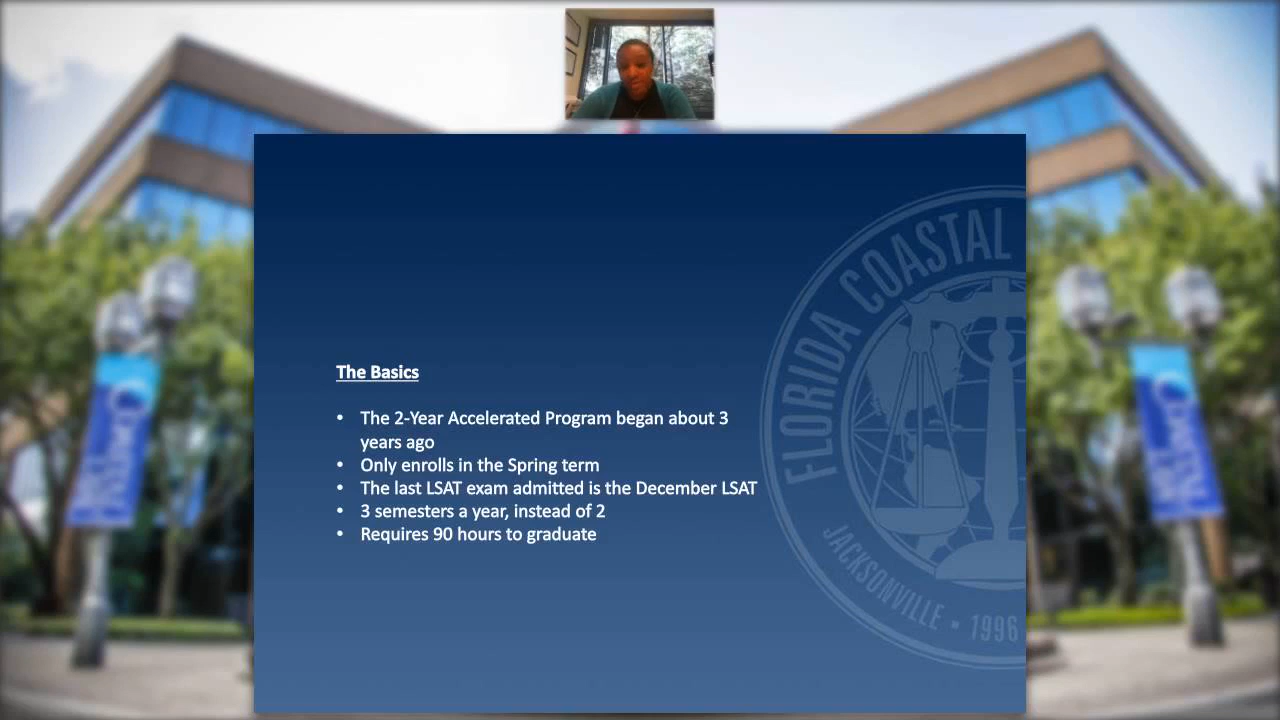 FLORIDA COASTAL
JACKSONVILLE • 1996
The Basics
• The 2-Year Accelerated Program began about 3
years ago
• Only enrolls in the Spring term
• The last LSAT exam admitted is the December LSAT
• 3 semesters a year, instead of 2
• Requires 90 hours to graduate